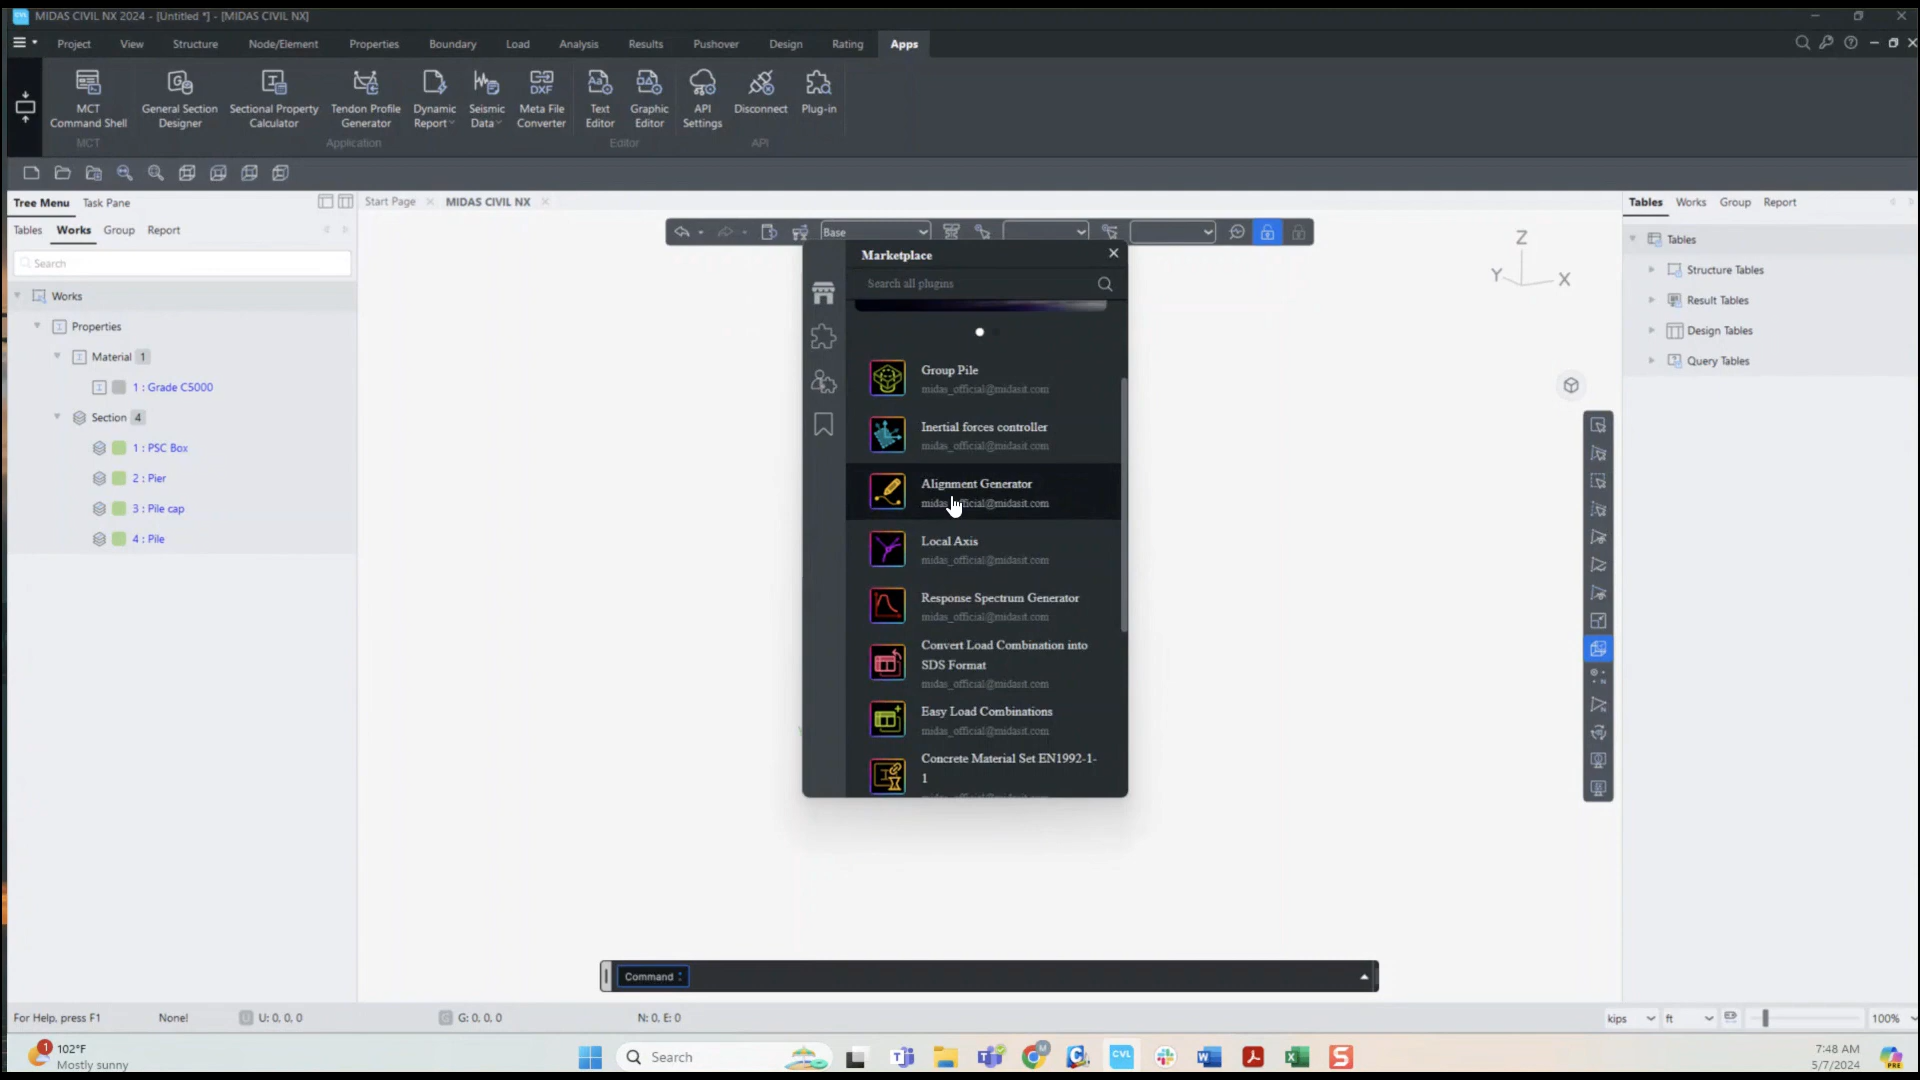 MIDAS CIVIL NX 2024 - [Untitled *] - [MIDAS CIVIL NX]
Project View Structure Node/Element Properties Boundary Load Analysis Results Pushover Design Rating Apps
MCT
Command Shell
General Section
Designer
Sectional Property
Calculator
Tendon Profile
Generator
Dynamic
Report
Seismic
Data
Meta File
Converter
Text
Editor
Graphic
Editor
API
Settings
Disconnect
Plug-in
MCT Application Editor API
Tree Menu Task Pane
Start Page MIDAS CIVIL NX
Tables Works Group Report
Search
Works
Properties
Material 1
1 : Grade C5000
Section 4
1 : PSC Box
2 : Pier
3 : Pile cap
4 : Pile
Base
Marketplace
Search all plugins
Group Pile
midas_official@midasit.com
Inertial forces controller
midas_official@midasit.com
Alignment Generator
midas_official@midasit.com
Local Axis
midas_official@midasit.com
Response Spectrum Generator
midas_official@midasit.com
Convert Load Combination into
SDS Format
midas_official@midasit.com
Easy Load Combinations
midas_official@midasit.com
Concrete Material Set EN1992-1-
1
Z
Y X
Tables Works Group Report
Tables
Structure Tables
Result Tables
Design Tables
Query Tables
Command :
For Help, press F1 None! U: 0, 0, 0 G: 0, 0, 0 N: 0, E: 0 kips ft 100%
1 102°F
Mostly sunny
Search
CVL
7:48 AM
5/7/2024